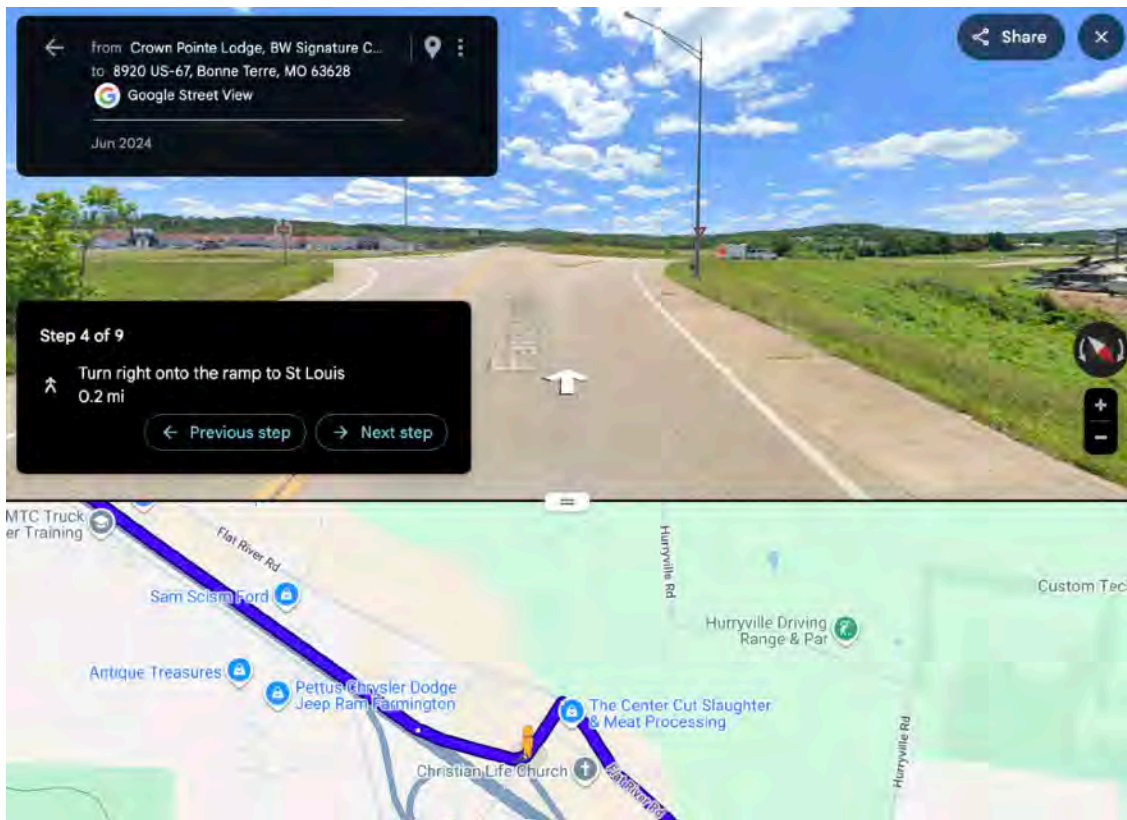 from Crown Pointe Lodge, BW Signature C...
to 8920 US-67, Bonne Terre, MO 63628
Google Street View
Jun 2024
Share
Step 4 of 9
Turn right onto the ramp to St Louis
0.2 mi
Previous step
Next step
MTC Truck
er Training
Flat River Rd
Sam Scism Ford
Antique Treasures
Pettus Chrysler Dodge
Jeep Ram Farmington
Christian Life Church
The Center Cut Slaughter
& Meat Processing
Flat River Rd
Hurryville Rd
Hurryville Driving
Range & Par
Custom Tec
Hurryville Rd